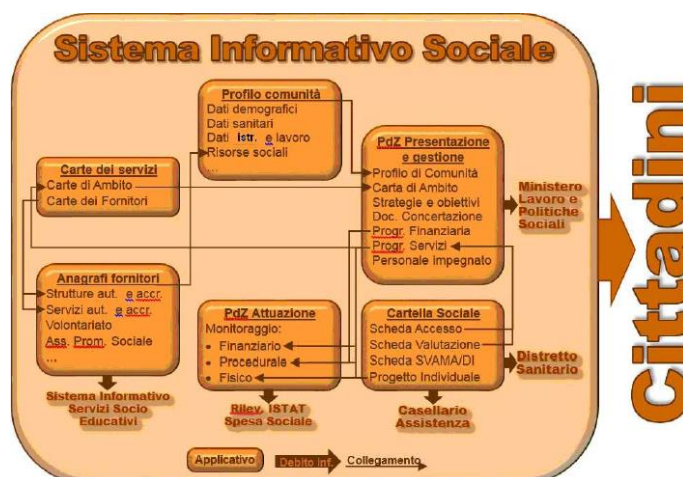 Sistema Informativo Sociale
Profilo comunità
Dati demografici
Dati sanitari
Dati Istr. e lavoro
Risorse sociali
...
PdZ Presentazione
e gestione
Profilo di Comunità
Carta di Ambito
Strategie e obiettivi
Doc. Concertazione
Progr. Finanziaria
Progr. Servizi
Personale impegnato
Carte dei servizi
Carte di Ambito
Carte dei Fornitori
Ministero
Lavoro e
Politiche
Sociali
Anagrafi fornitori
Strutture aut. e accr.
Servizi aut. e accr.
Volontariato
Ass. Prom. Sociale
...
PdZ Attuazione
Monitoraggio:
• Finanziario
• Procedurale
• Fisico
Cartella Sociale
Scheda Accesso
Scheda Valutazione
Scheda SVAMA/DI
Progetto Individuale
Distretto
Sanitario
Sistema Informativo
Servizi Socio
Educativi
Rilev. ISTAT
Spesa Sociale
Casellario
Assistenza
Applicativo
Debito Inf.
Collegamento
Cittadini